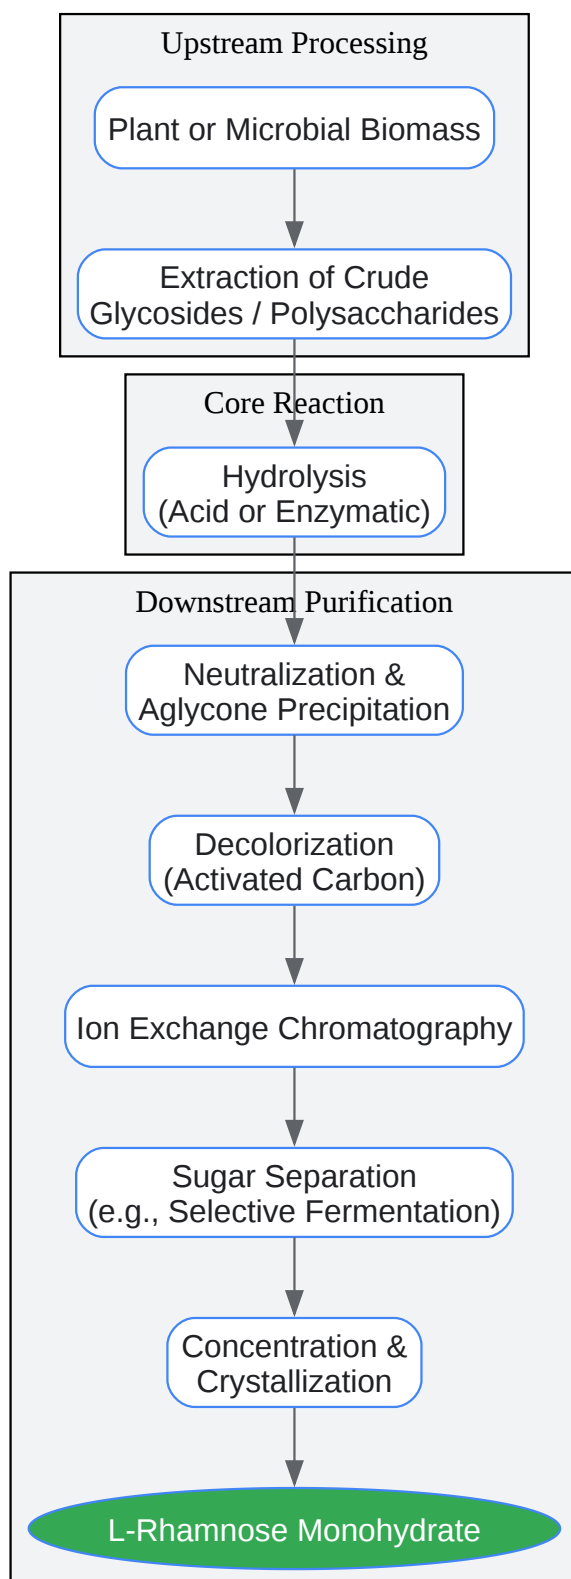 Upstream Processing
Plant or Microbial Biomass
Extraction of Crude
Glycosides / Polysaccharides
Core Reaction
Hydrolysis
(Acid or Enzymatic)
Downstream Purification
Neutralization &
Aglycone Precipitation
Decolorization
(Activated Carbon)
Ion Exchange Chromatography
Sugar Separation
(e.g., Selective Fermentation)
Concentration &
Crystallization
L-Rhamnose Monohydrate